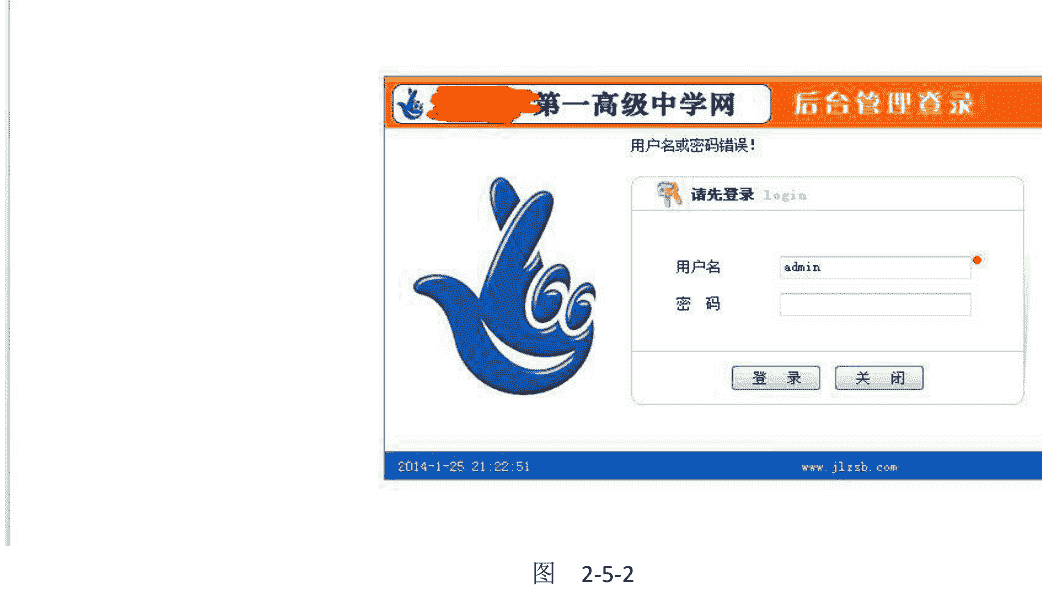 第一高级中学网 后台管理登录
用户名或密码错误!
请先登录 login
用户名 admin
密 码
登 录 关 闭
2014-1-25 21:22:51 www.jlzsb.com
图 2-5-2